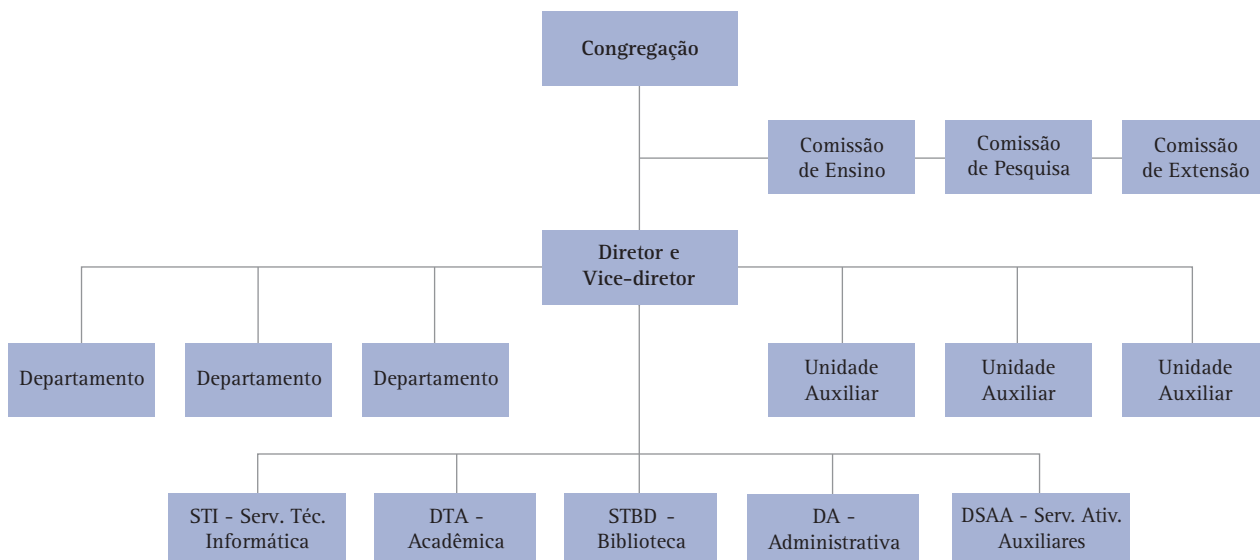 Congregação
Comissão
de Ensino
Comissão
de Pesquisa
Comissão
de Extensão
Diretor e
Vice-diretor
Departamento
Departamento
Departamento
Unidade
Auxiliar
Unidade
Auxiliar
Unidade
Auxiliar
STI - Serv. Téc.
Informática
DTA -
Acadêmica
STBD -
Biblioteca
DA -
Administrativa
DSAA - Serv. Ativ.
Auxiliares